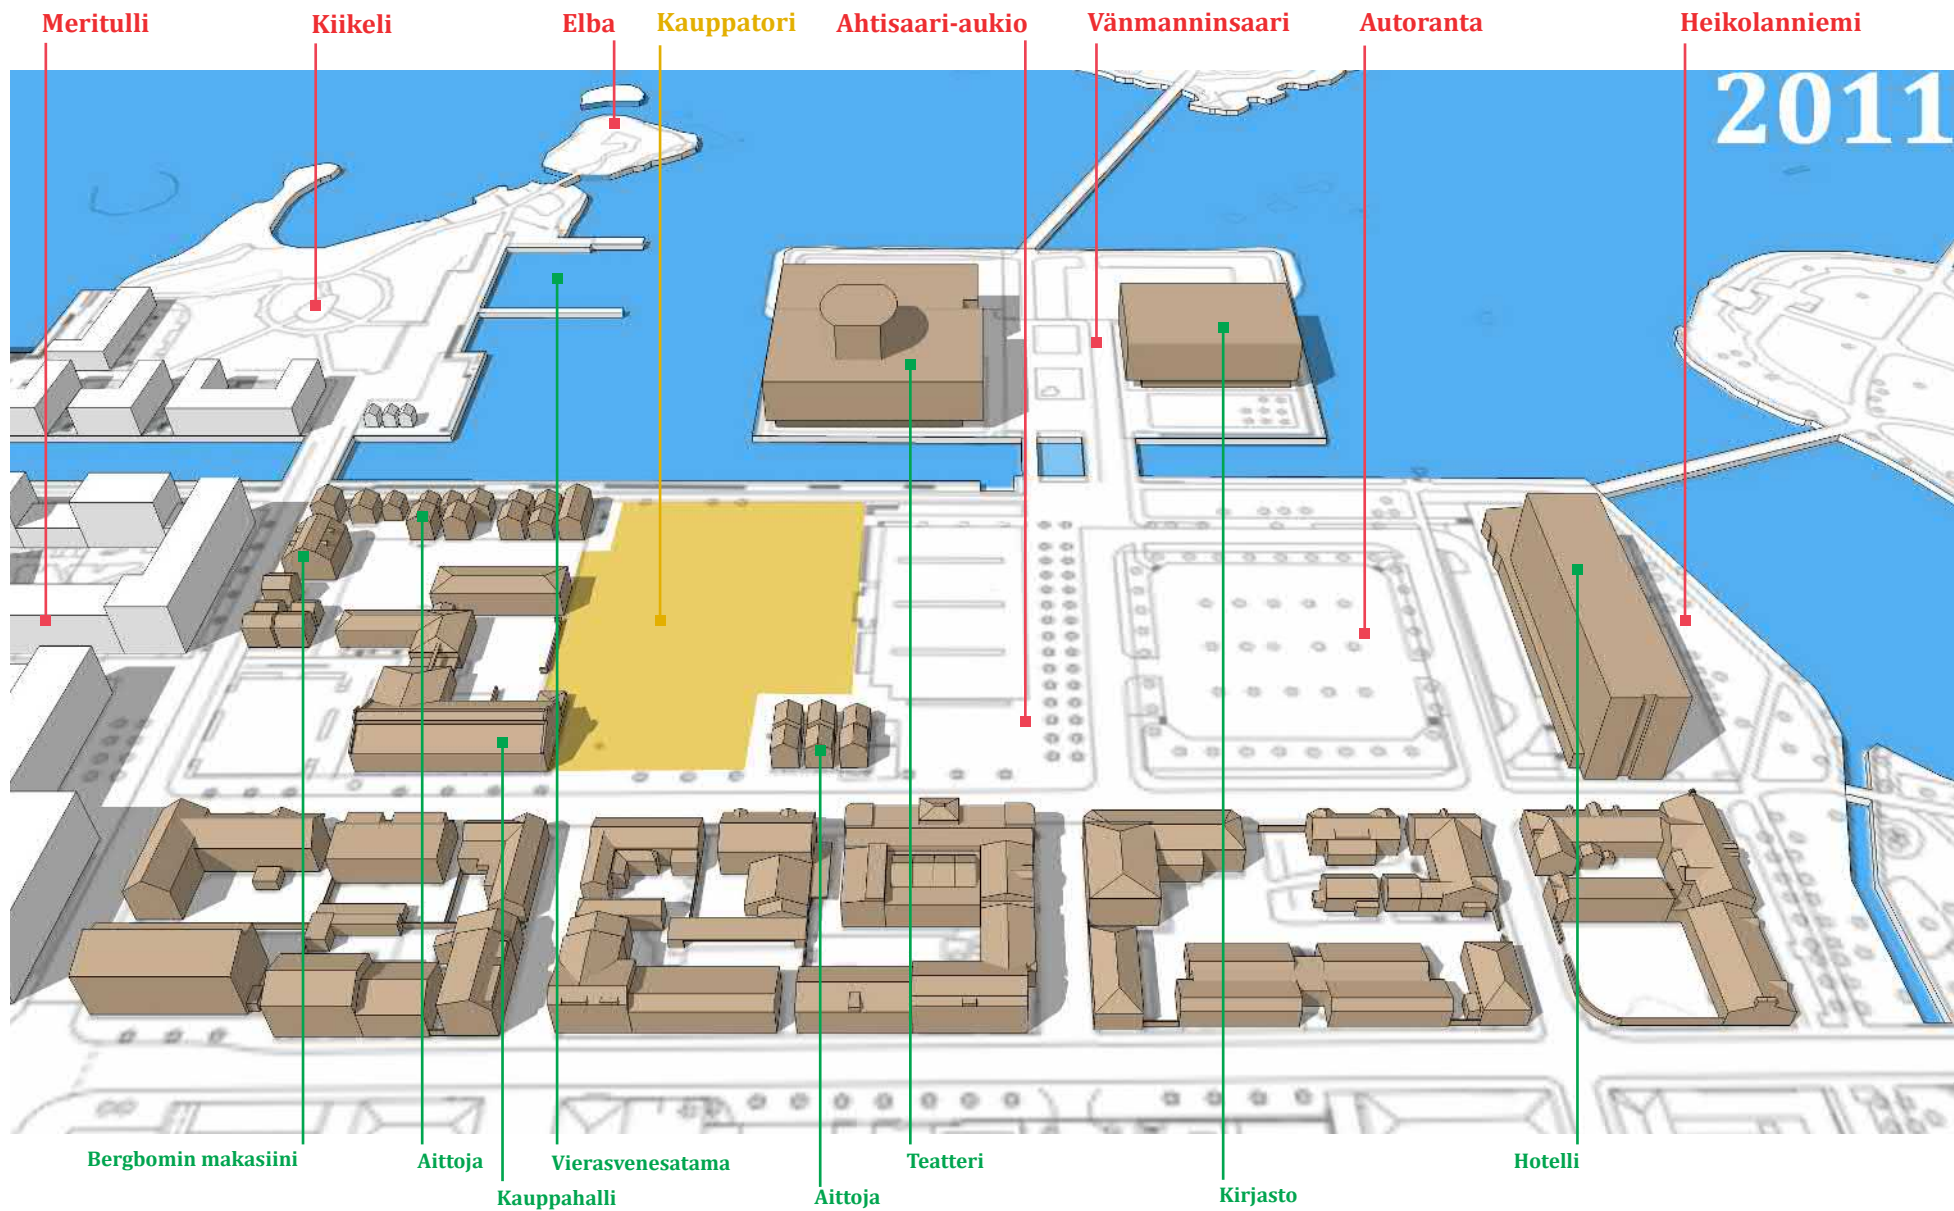 Meritulli
Kiikeli
Elba
Kauppatori
Ahtisaari-aukio
Vänmanninsaari
Autoranta
Heikolanniemi
2011
Bergbomin makasiini
Aittoja
Kauppahalli
Vierasvenesatama
Aittoja
Teatteri
Kirjasto
Hotelli